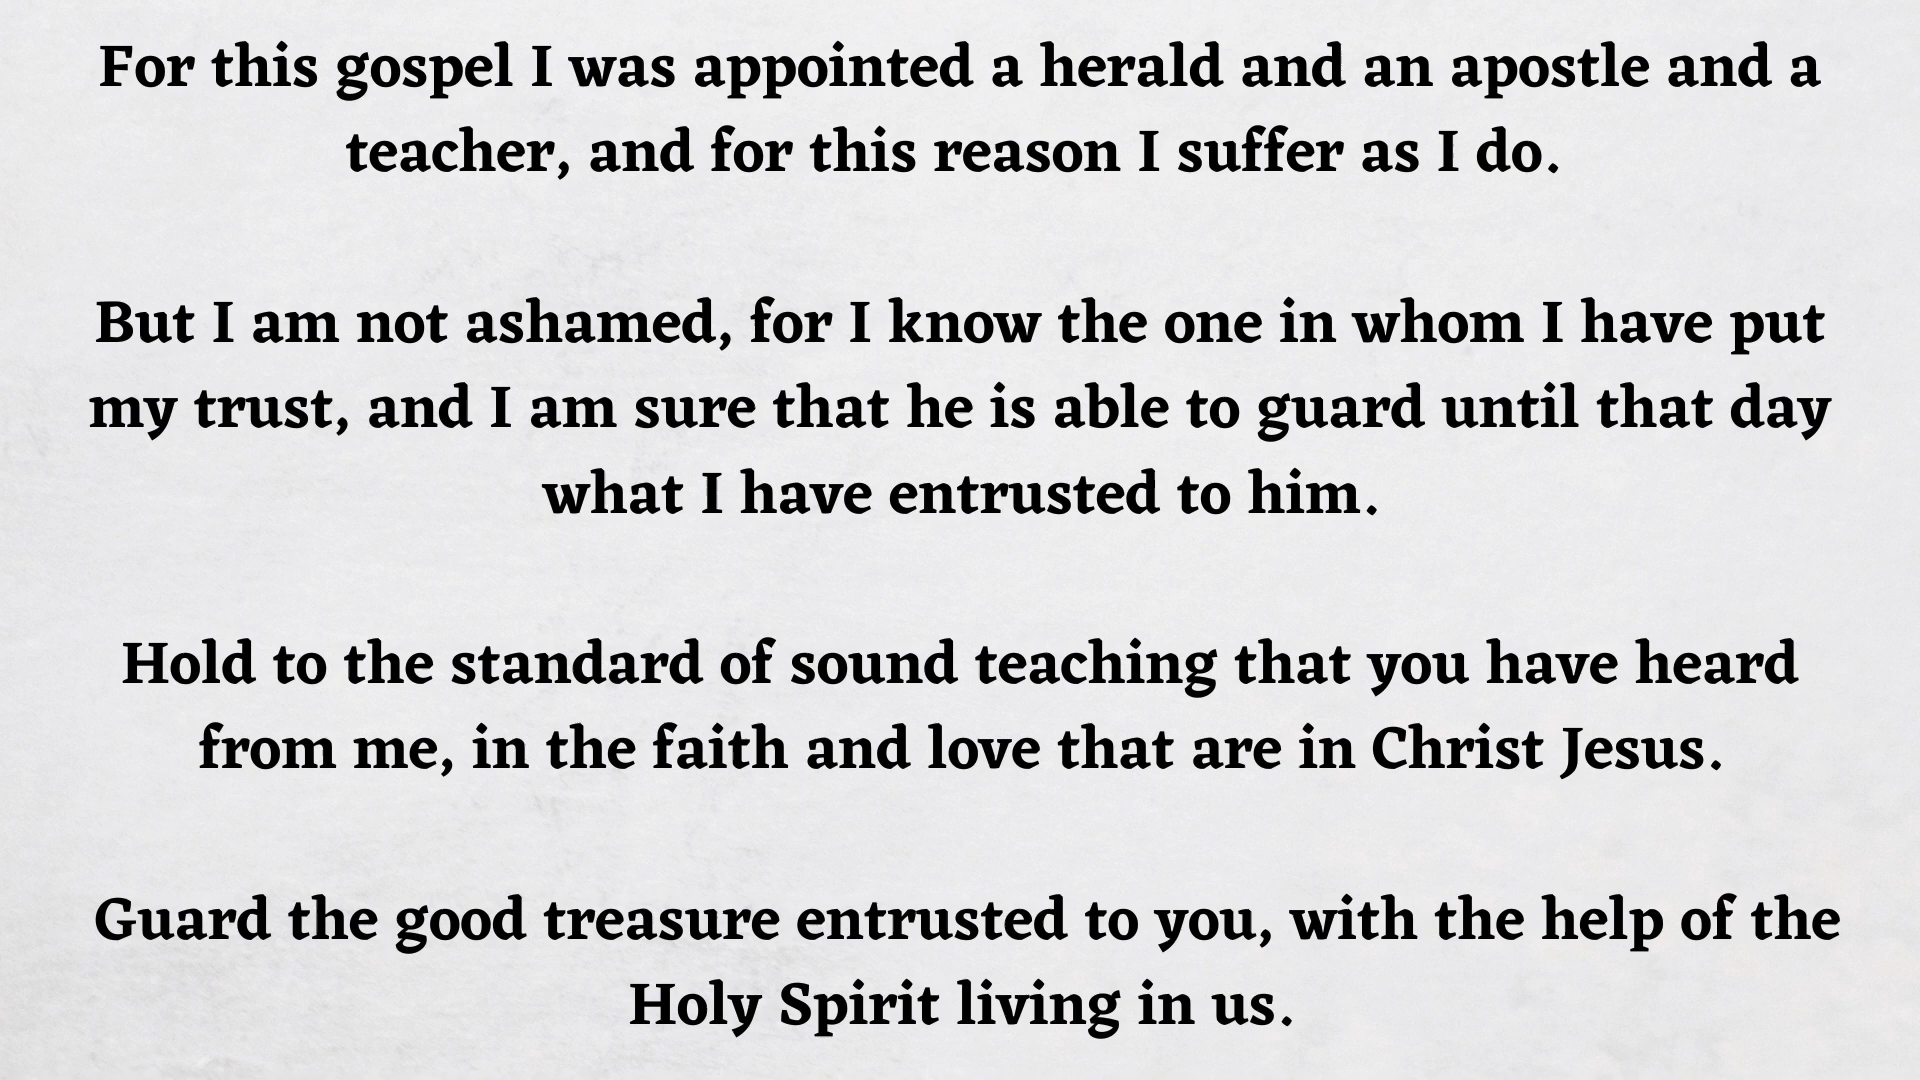 For this gospel I was appointed a herald and an apostle and a
teacher, and for this reason I suffer as I do.
But I am not ashamed, for I know the one in whom I have put
my trust, and I am sure that he is able to guard until that day
what I have entrusted to him.
Hold to the standard of sound teaching that you have heard
from me, in the faith and love that are in Christ Jesus.
Guard the good treasure entrusted to you, with the help of the
Holy Spirit living in us.